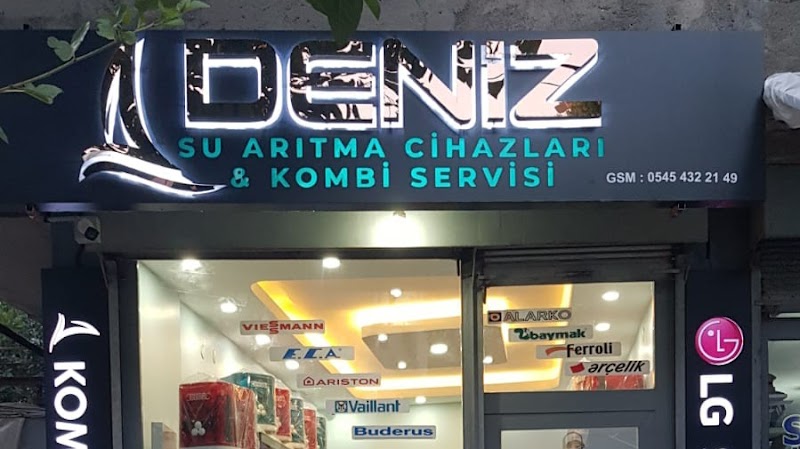 DENİZ
SU ARITMA CİHAZLARI
& KOMBİ SERVİSİ
GSM : 0545 432 21 49
VIESSMANN
E.C.A.
ARISTON
Vaillant
Buderus
ALARKO
baymak
Ferroli
arçelik
KOM
LG